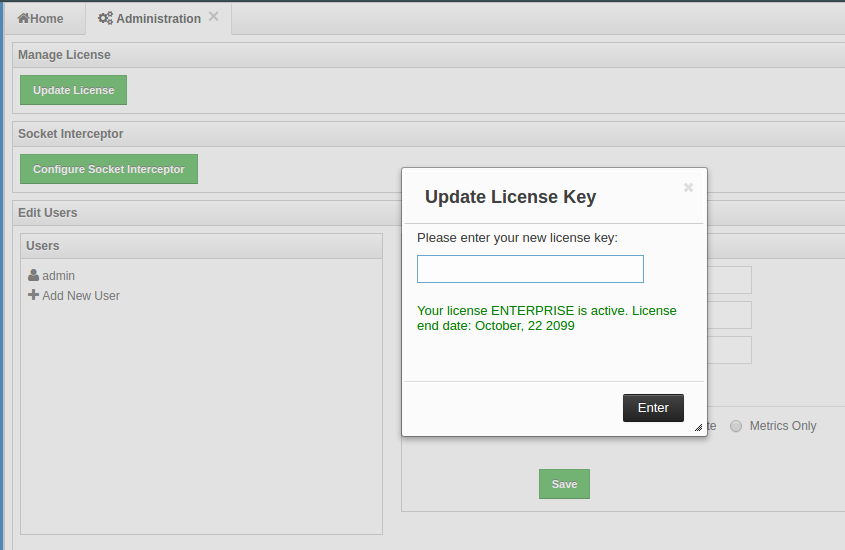 Home
Administration
Manage License
Update License
Socket Interceptor
Configure Socket Interceptor
Edit Users
Users
admin
Add New User
Update License Key
Please enter your new license key:
Your license ENTERPRISE is active. License
end date: October, 22 2099
Enter
Metrics Only
Save